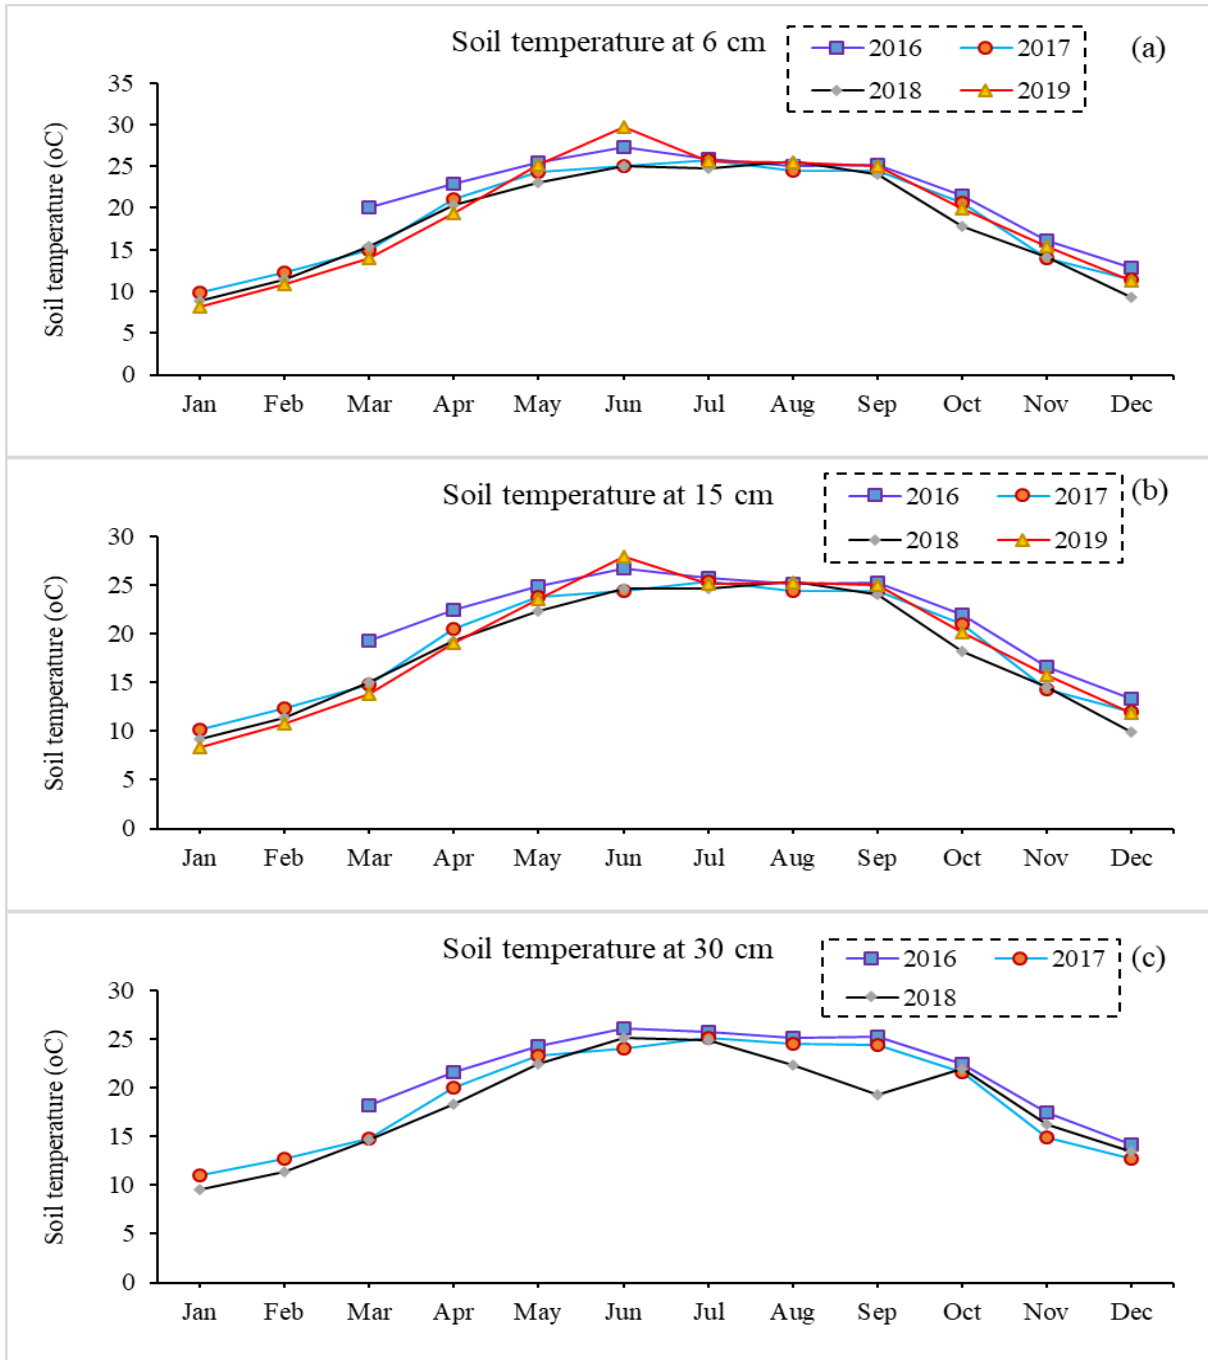 Soil temperature at 6 cm
2016 2017
2018 2019
(a)
Soil temperature (oC)
35
30
25
20
15
10
5
0
Jan Feb Mar Apr May Jun Jul Aug Sep Oct Nov Dec
Soil temperature at 15 cm
2016 2017
2018 2019
(b)
Soil temperature (oC)
30
25
20
15
10
5
0
Jan Feb Mar Apr May Jun Jul Aug Sep Oct Nov Dec
Soil temperature at 30 cm
2016 2017
2018
(c)
Soil temperature (oC)
30
25
20
15
10
5
0
Jan Feb Mar Apr May Jun Jul Aug Sep Oct Nov Dec